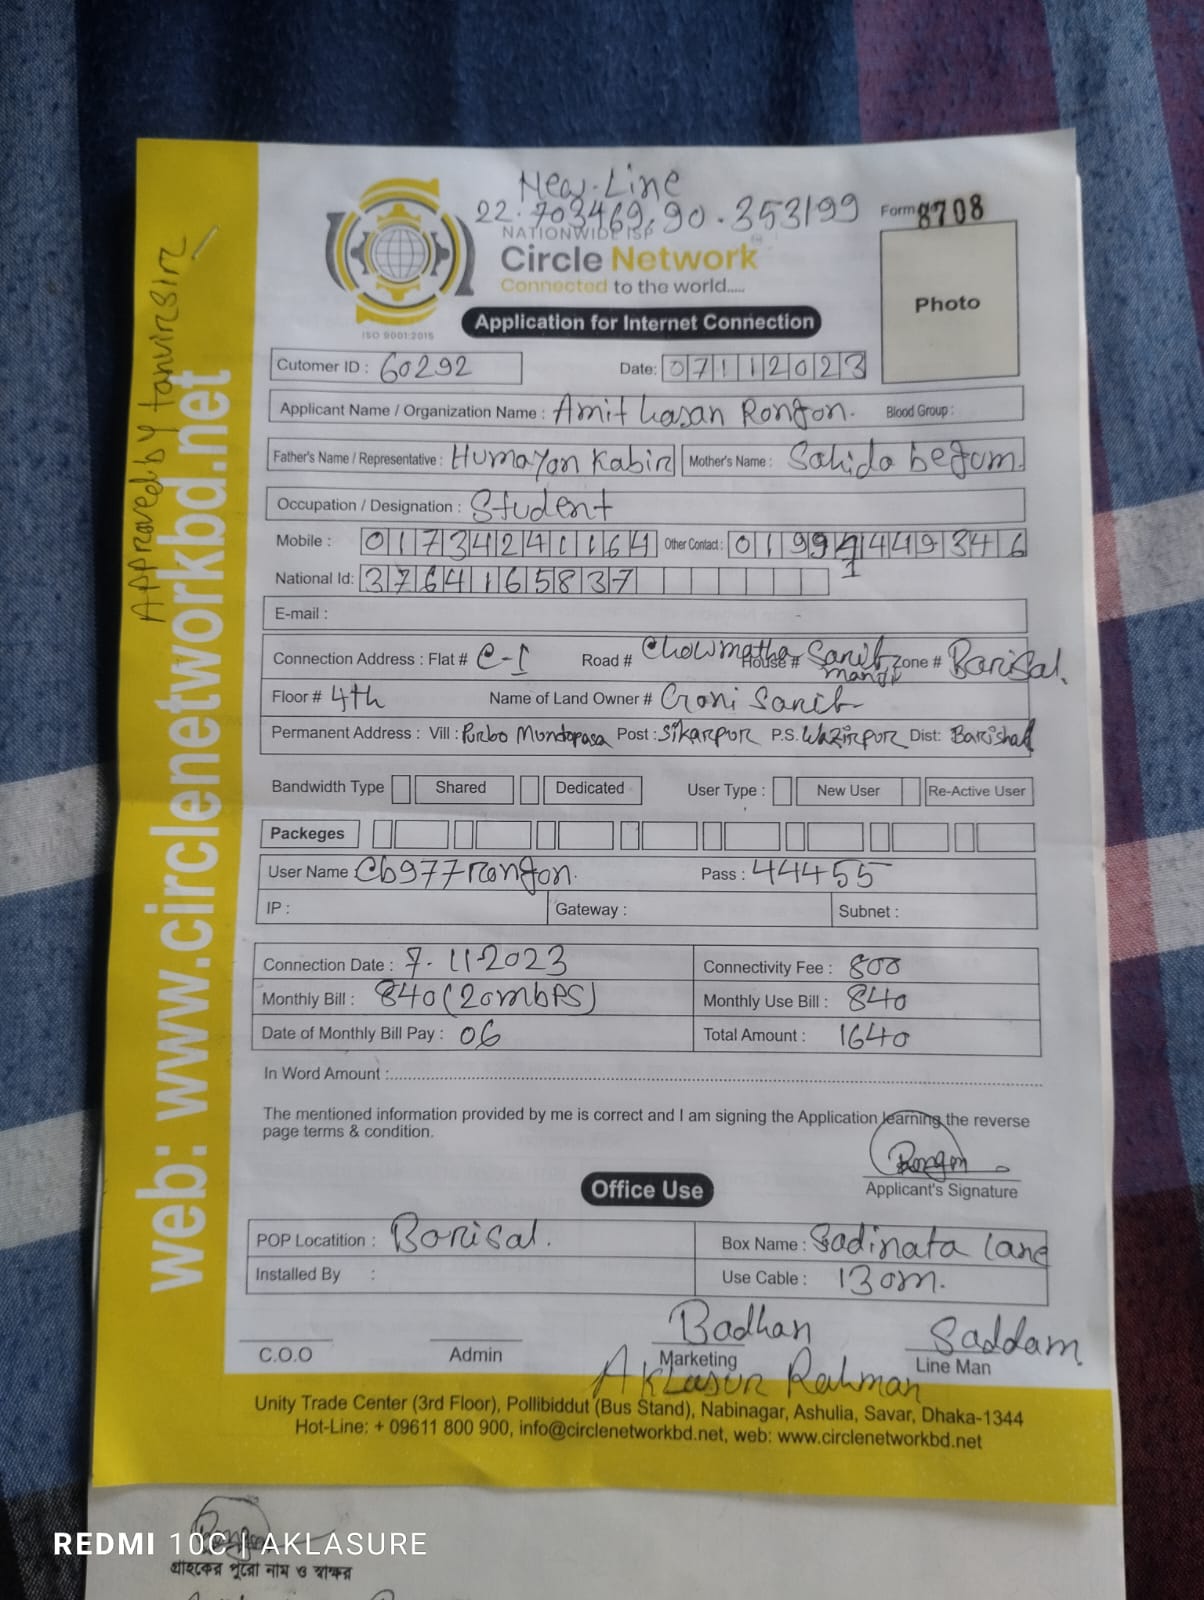 New-Line
22.703469,90.353199
Form 8708
NATIONWIDE ISP
Circle Network
Connected to the world.....
ISO 9001:2015
Photo
Application for Internet Connection
Cutomer ID : 60292
Date: 07112023
Applicant Name / Organization Name : Amit hasan Rongon. Blood Group :
Father's Name / Representative : Humayan Kabir Mother's Name : Sahida begum.
Occupation / Designation : Student
Mobile : 01734241164 Other Contact : 01991449346
National Id: 3764165837
E-mail :
Connection Address : Flat # C-1 Road # Chowmatha House # Zone # Barisal.
Floor # 4th Name of Land Owner #
Permanent Address : Vill : Purbo Mundopasa Post : Sikarpur P.S. Wazirpur Dist: Barishal
Bandwidth Type Shared Dedicated User Type : New User Re-Active User
Packeges
User Name : Cb977rongon. Pass : 44455
IP : Gateway : Subnet :
Connection Date : 7-11-2023 Connectivity Fee : 800
Monthly Bill : 840 (20mbPS) Monthly Use Bill : 840
Date of Monthly Bill Pay : 06 Total Amount : 1640
In Word Amount :
The mentioned information provided by me is correct and I am signing the Application learning the reverse
page terms & condition.
Rongon
Applicant's Signature
Office Use
POP Locatition : Barisal. Box Name : Sadinata lane
Installed By : Use Cable : 130m.
Badhan Saddam
C.O.O Admin Marketing Line Man
Aklasur Rahman
Unity Trade Center (3rd Floor), Pollibiddut (Bus Stand), Nabinagar, Ashulia, Savar, Dhaka-1344
Hot-Line: + 09611 800 900, info@circlenetworkbd.net, web: www.circlenetworkbd.net
web: www.circlenetworkbd.net
Approved by tanvir sir
REDMI 10C | AKLASURE
গ্রাহকের পুরো নাম ও স্বাক্ষর